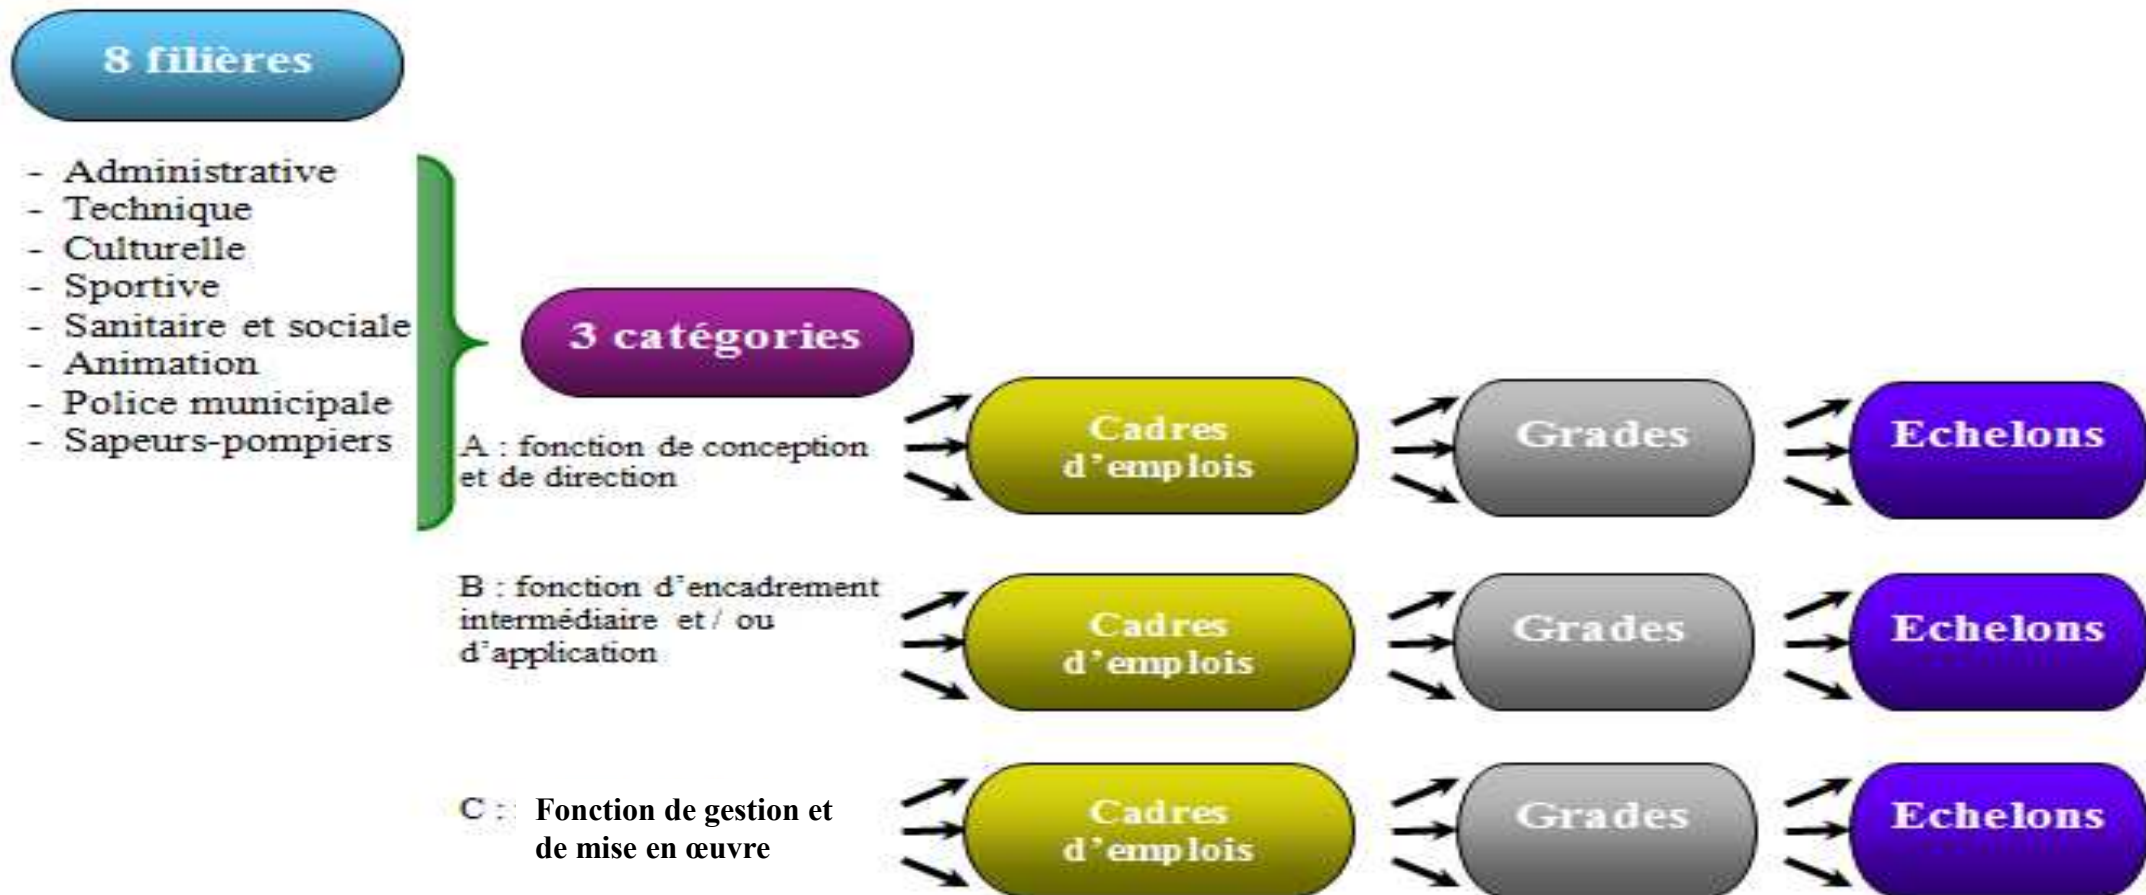 8 filières
- Administrative
- Technique
- Culturelle
- Sportive
- Sanitaire et sociale
- Animation
- Police municipale
- Sapeurs-pompiers
3 catégories
A : fonction de conception
et de direction
Cadres
d’emplois
Grades
Echelons
B : fonction d’encadrement
intermédiaire et / ou
d’application
Cadres
d’emplois
Grades
Echelons
C : Fonction de gestion et
de mise en œuvre
Cadres
d’emplois
Grades
Echelons